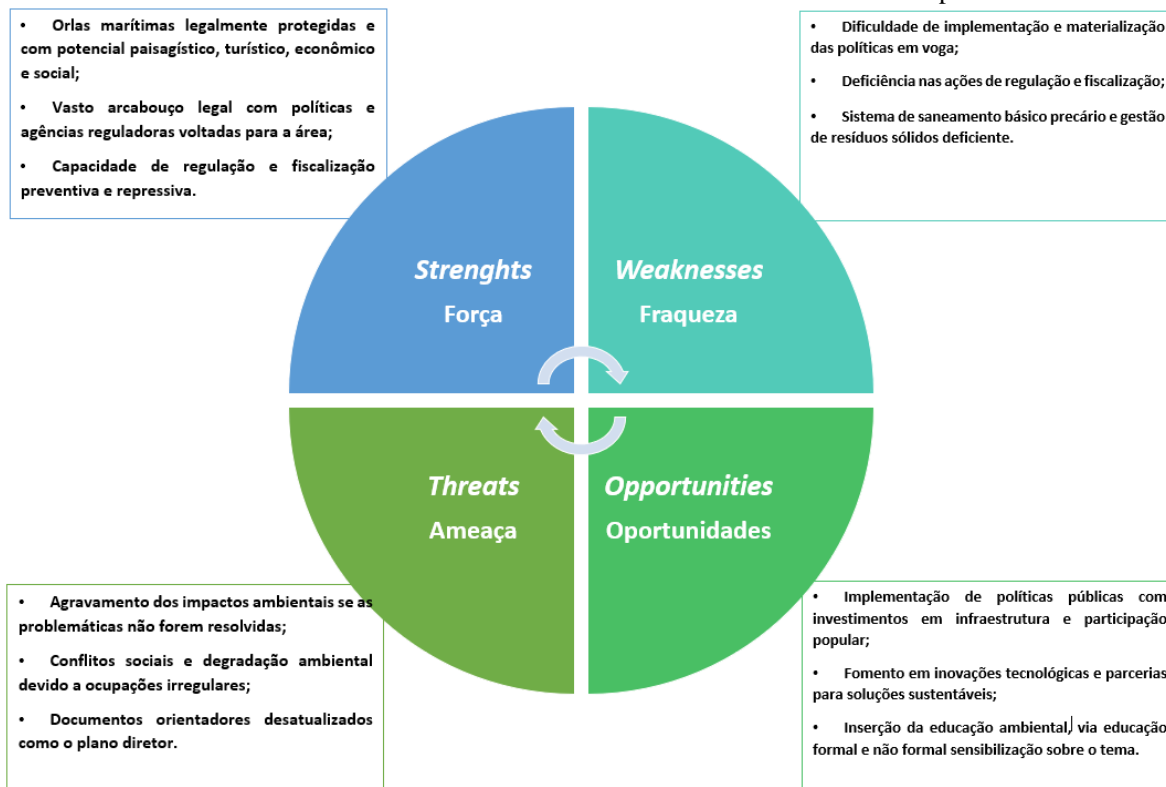 • Orlas marítimas legalmente protegidas e
com potencial paisagístico, turístico, econômico
e social;
• Vasto arcabouço legal com políticas e
agências reguladoras voltadas para a área;
• Capacidade de regulação e fiscalização
preventiva e repressiva.
• Dificuldade de implementação e materialização
das políticas em voga;
• Deficiência nas ações de regulação e fiscalização;
• Sistema de saneamento básico precário e gestão
de resíduos sólidos deficiente.
Strenghts
Força
Weaknesses
Fraqueza
Threats
Ameaça
Opportunities
Oportunidades
• Agravamento dos impactos ambientais se as
problemáticas não forem resolvidas;
• Conflitos sociais e degradação ambiental
devido a ocupações irregulares;
• Documentos orientadores desatualizados
como o plano diretor.
• Implementação de políticas públicas com
investimentos em infraestrutura e participação
popular;
• Fomento em inovações tecnológicas e parcerias
para soluções sustentáveis;
• Inserção da educação ambiental, via educação
formal e não formal sensibilização sobre o tema.